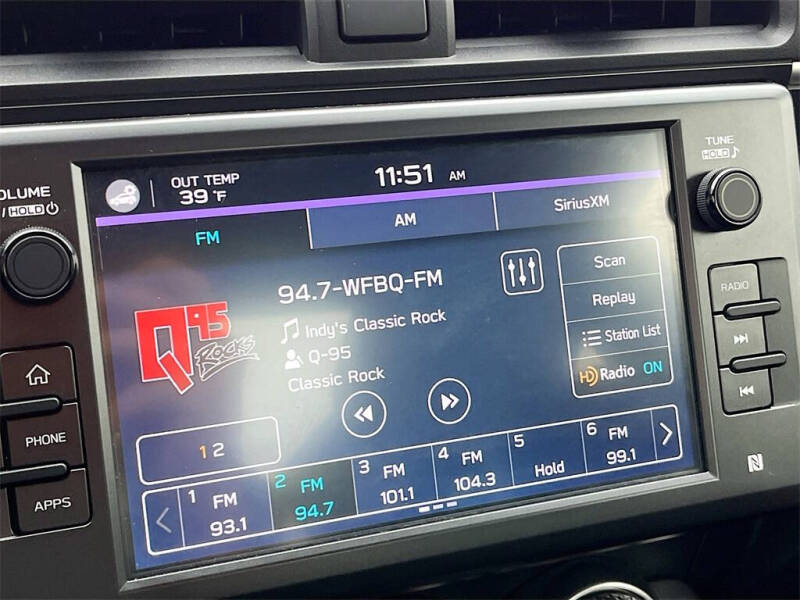 VOLUME
/ HOLD
OUT TEMP
39 °F
11:51 AM
TUNE
HOLD
FM
AM
SiriusXM
94.7-WFBQ-FM
Indy's Classic Rock
Q-95
Classic Rock
Q95
ROCKS
Scan
Replay
Station List
HD Radio ON
RADIO
PHONE
APPS
1 2
1 FM
93.1
2 FM
94.7
3 FM
101.1
4 FM
104.3
5
Hold
6 FM
99.1